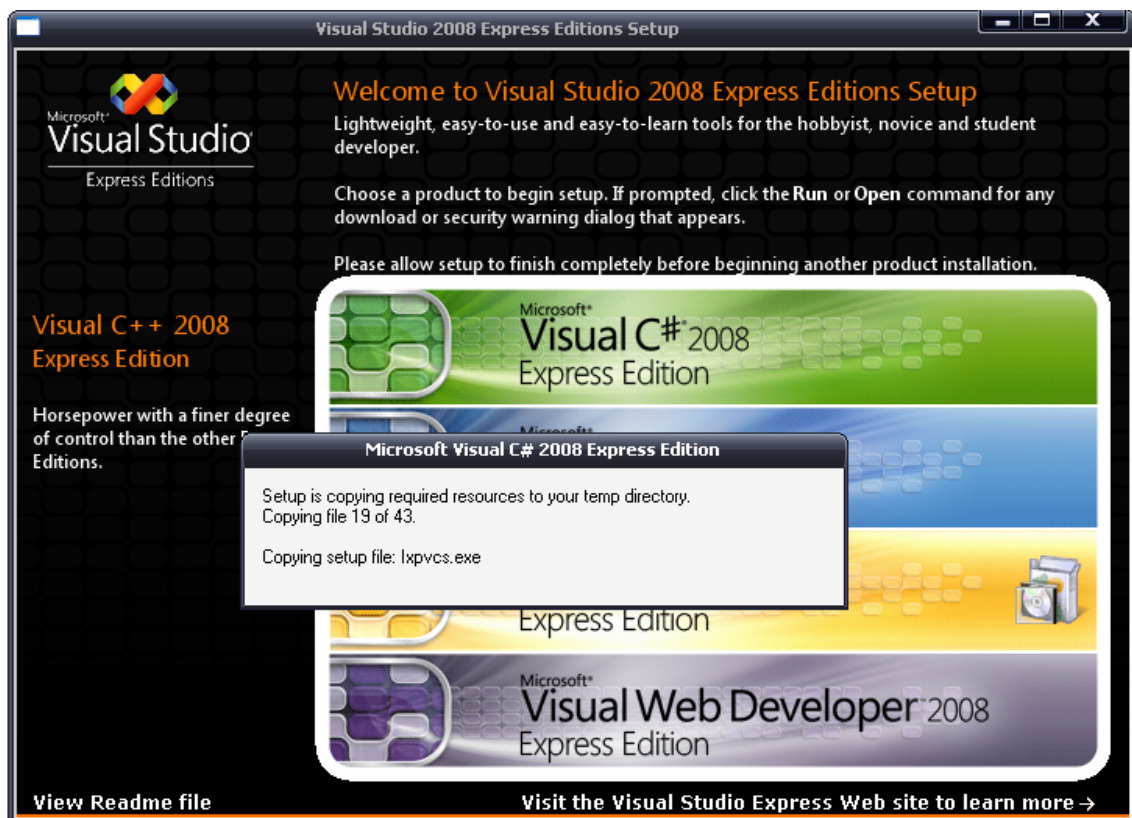 Visual Studio 2008 Express Editions Setup
Microsoft
Visual Studio
Express Editions
Welcome to Visual Studio 2008 Express Editions Setup
Lightweight, easy-to-use and easy-to-learn tools for the hobbyist, novice and student
developer.
Choose a product to begin setup. If prompted, click the Run or Open command for any
download or security warning dialog that appears.
Please allow setup to finish completely before beginning another product installation.
Visual C++ 2008
Express Edition
Horsepower with a finer degree
of control than the other
Editions.
Microsoft
Visual C# 2008
Express Edition
Microsoft Visual C# 2008 Express Edition
Setup is copying required resources to your temp directory.
Copying file 19 of 43.
Copying setup file: Ixpvcs.exe
Express Edition
Microsoft
Visual Web Developer 2008
Express Edition
View Readme file
Visit the Visual Studio Express Web site to learn more →